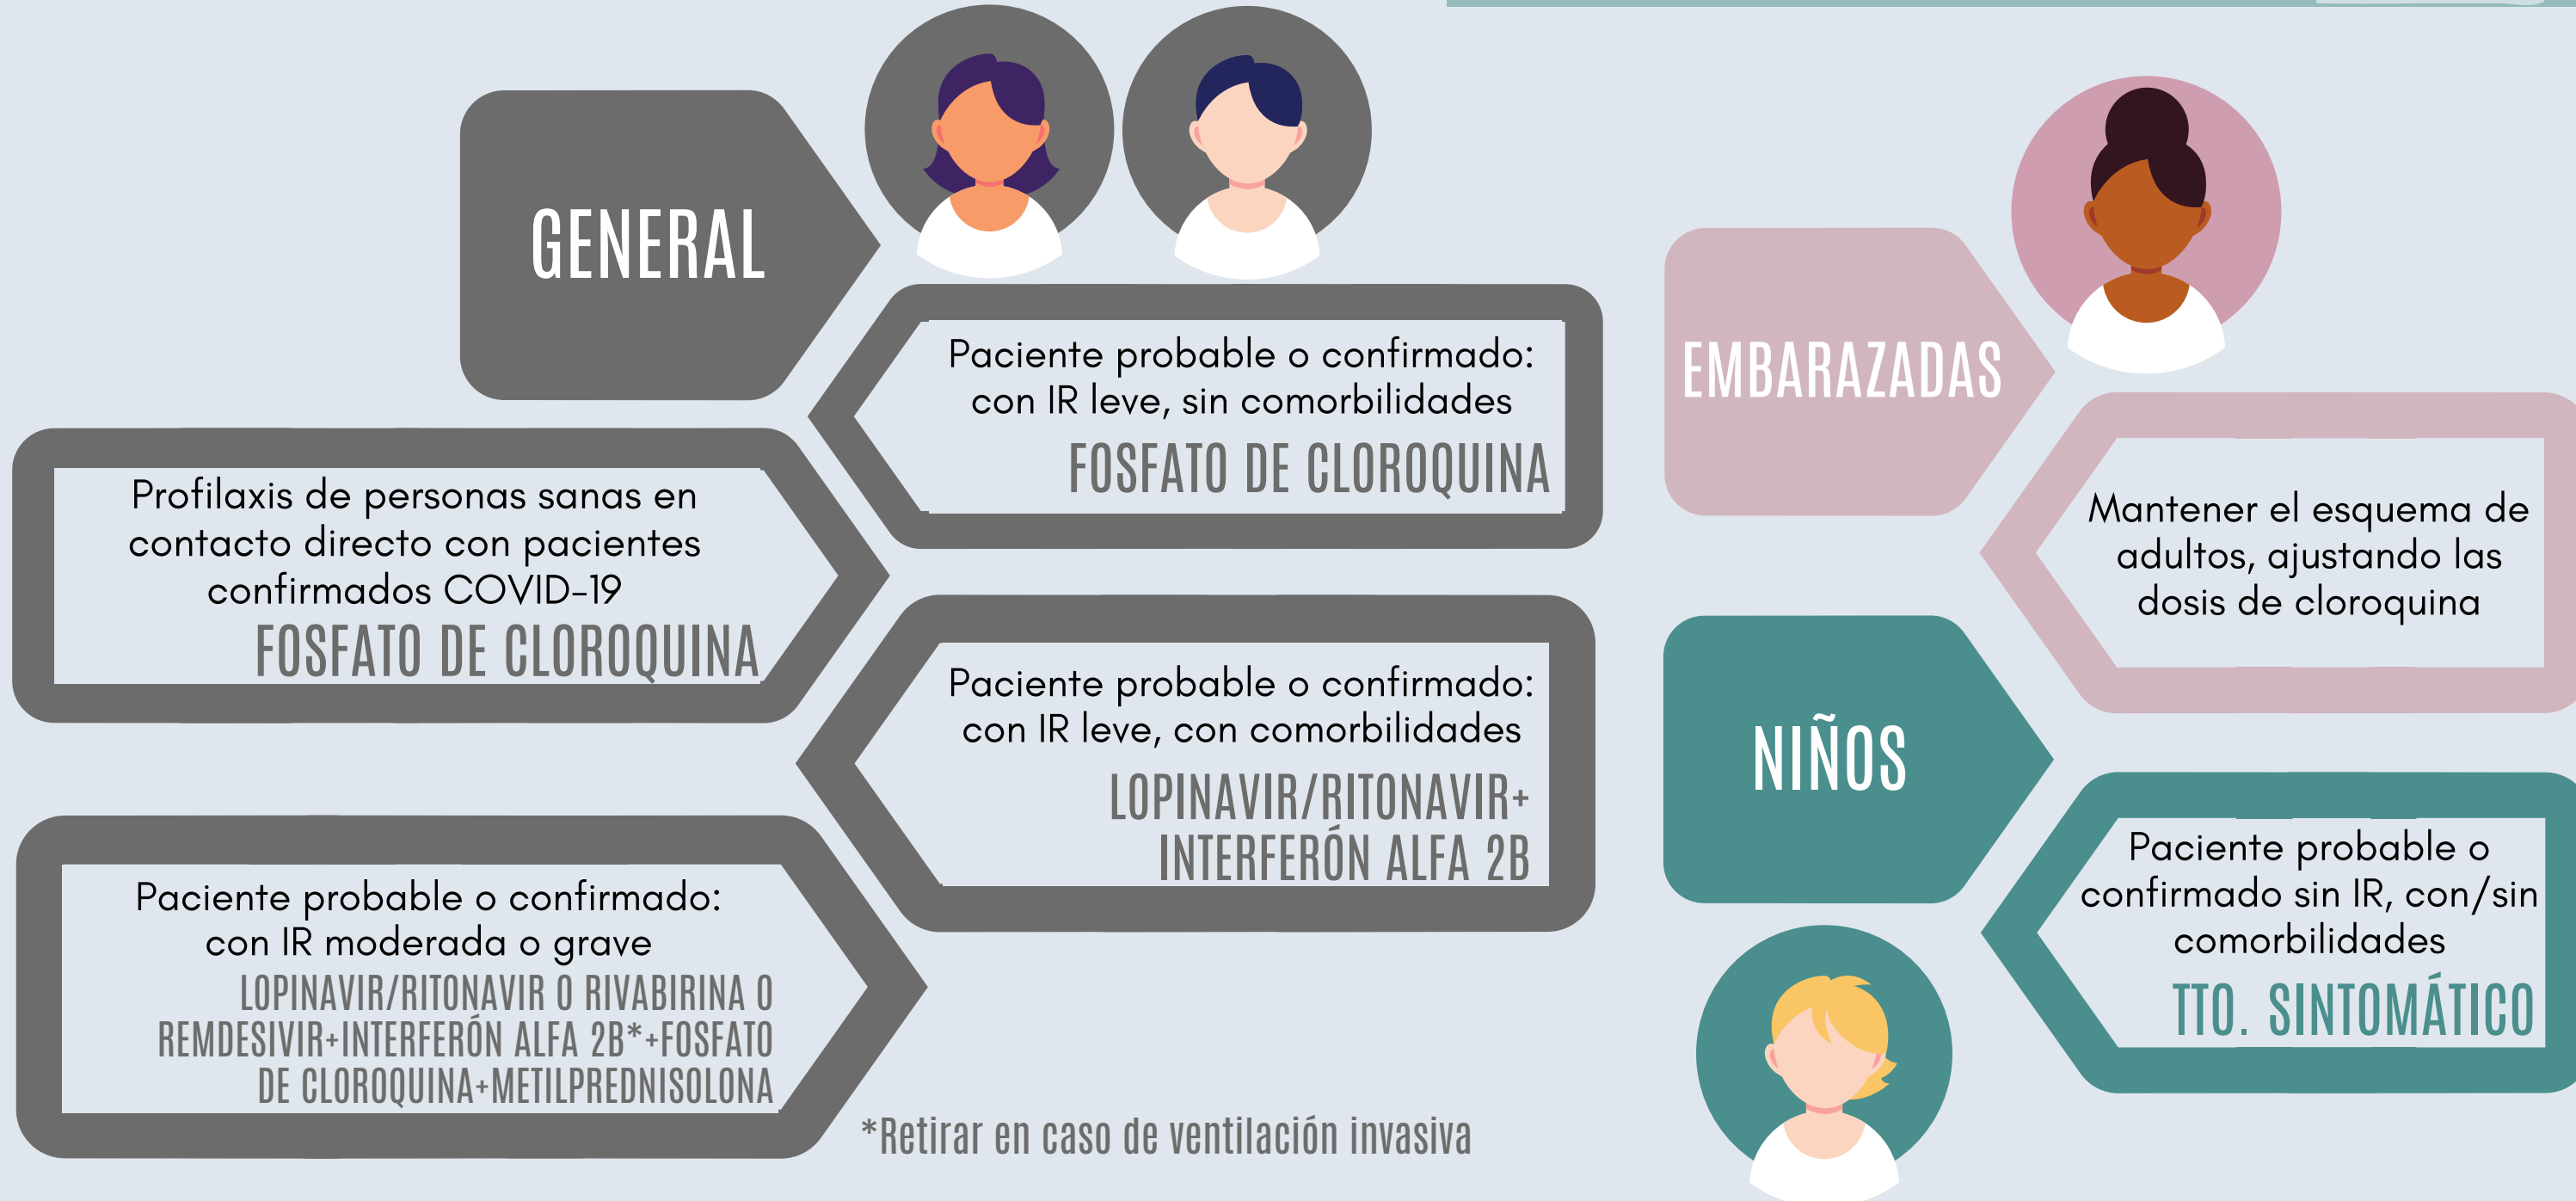 GENERAL
Paciente probable o confirmado:
con IR leve, sin comorbilidades
FOSFATO DE CLOROQUINA
Profilaxis de personas sanas en
contacto directo con pacientes
confirmados COVID-19
FOSFATO DE CLOROQUINA
Paciente probable o confirmado:
con IR leve, con comorbilidades
LOPINAVIR/RITONAVIR+
INTERFERÓN ALFA 2B
Paciente probable o confirmado:
con IR moderada o grave
LOPINAVIR/RITONAVIR O RIVABIRINA O
REMDESIVIR+INTERFERÓN ALFA 2B*+FOSFATO
DE CLOROQUINA+METILPREDNISOLONA
*Retirar en caso de ventilación invasiva
EMBARAZADAS
Mantener el esquema de
adultos, ajustando las
dosis de cloroquina
NIÑOS
Paciente probable o
confirmado sin IR, con/sin
comorbilidades
TTO. SINTOMÁTICO